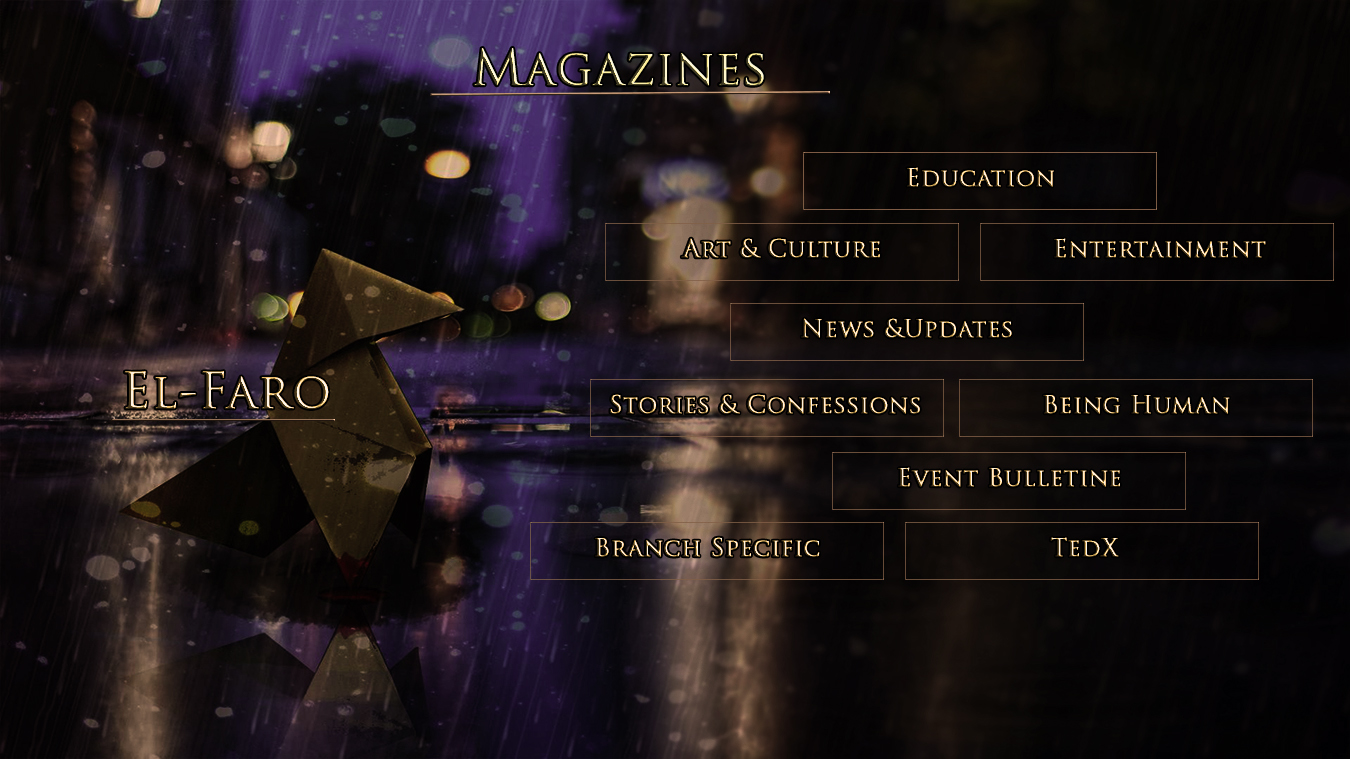 Magazines
Education
Art & Culture
Entertainment
News &Updates
El-Faro
Stories & Confessions
Being Human
Event Bulletine
Branch Specific
TedX